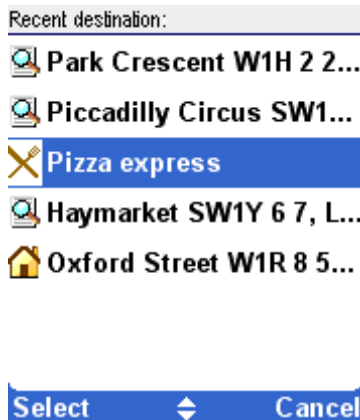 Recent destination:
Park Crescent W1H 2 2...
Piccadilly Circus SW1...
Pizza express
Haymarket SW1Y 6 7, L...
Oxford Street W1R 8 5...
Select Cancel